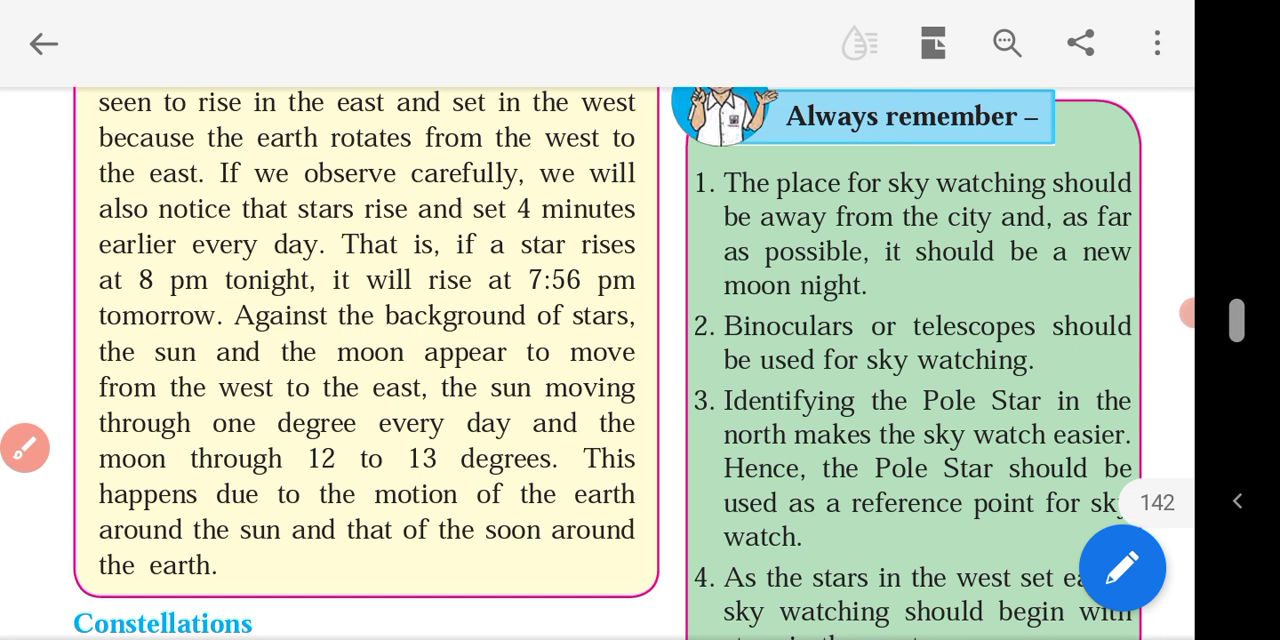 seen to rise in the east and set in the west
because the earth rotates from the west to
the east. If we observe carefully, we will
also notice that stars rise and set 4 minutes
earlier every day. That is, if a star rises
at 8 pm tonight, it will rise at 7:56 pm
tomorrow. Against the background of stars,
the sun and the moon appear to move
from the west to the east, the sun moving
through one degree every day and the
moon through 12 to 13 degrees. This
happens due to the motion of the earth
around the sun and that of the soon around
the earth.
Constellations
Always remember –
1. The place for sky watching should
be away from the city and, as far
as possible, it should be a new
moon night.
2. Binoculars or telescopes should
be used for sky watching.
3. Identifying the Pole Star in the
north makes the sky watch easier.
Hence, the Pole Star should be
used as a reference point for sky
watch.
4. As the stars in the west set
sky watching should begin with
142